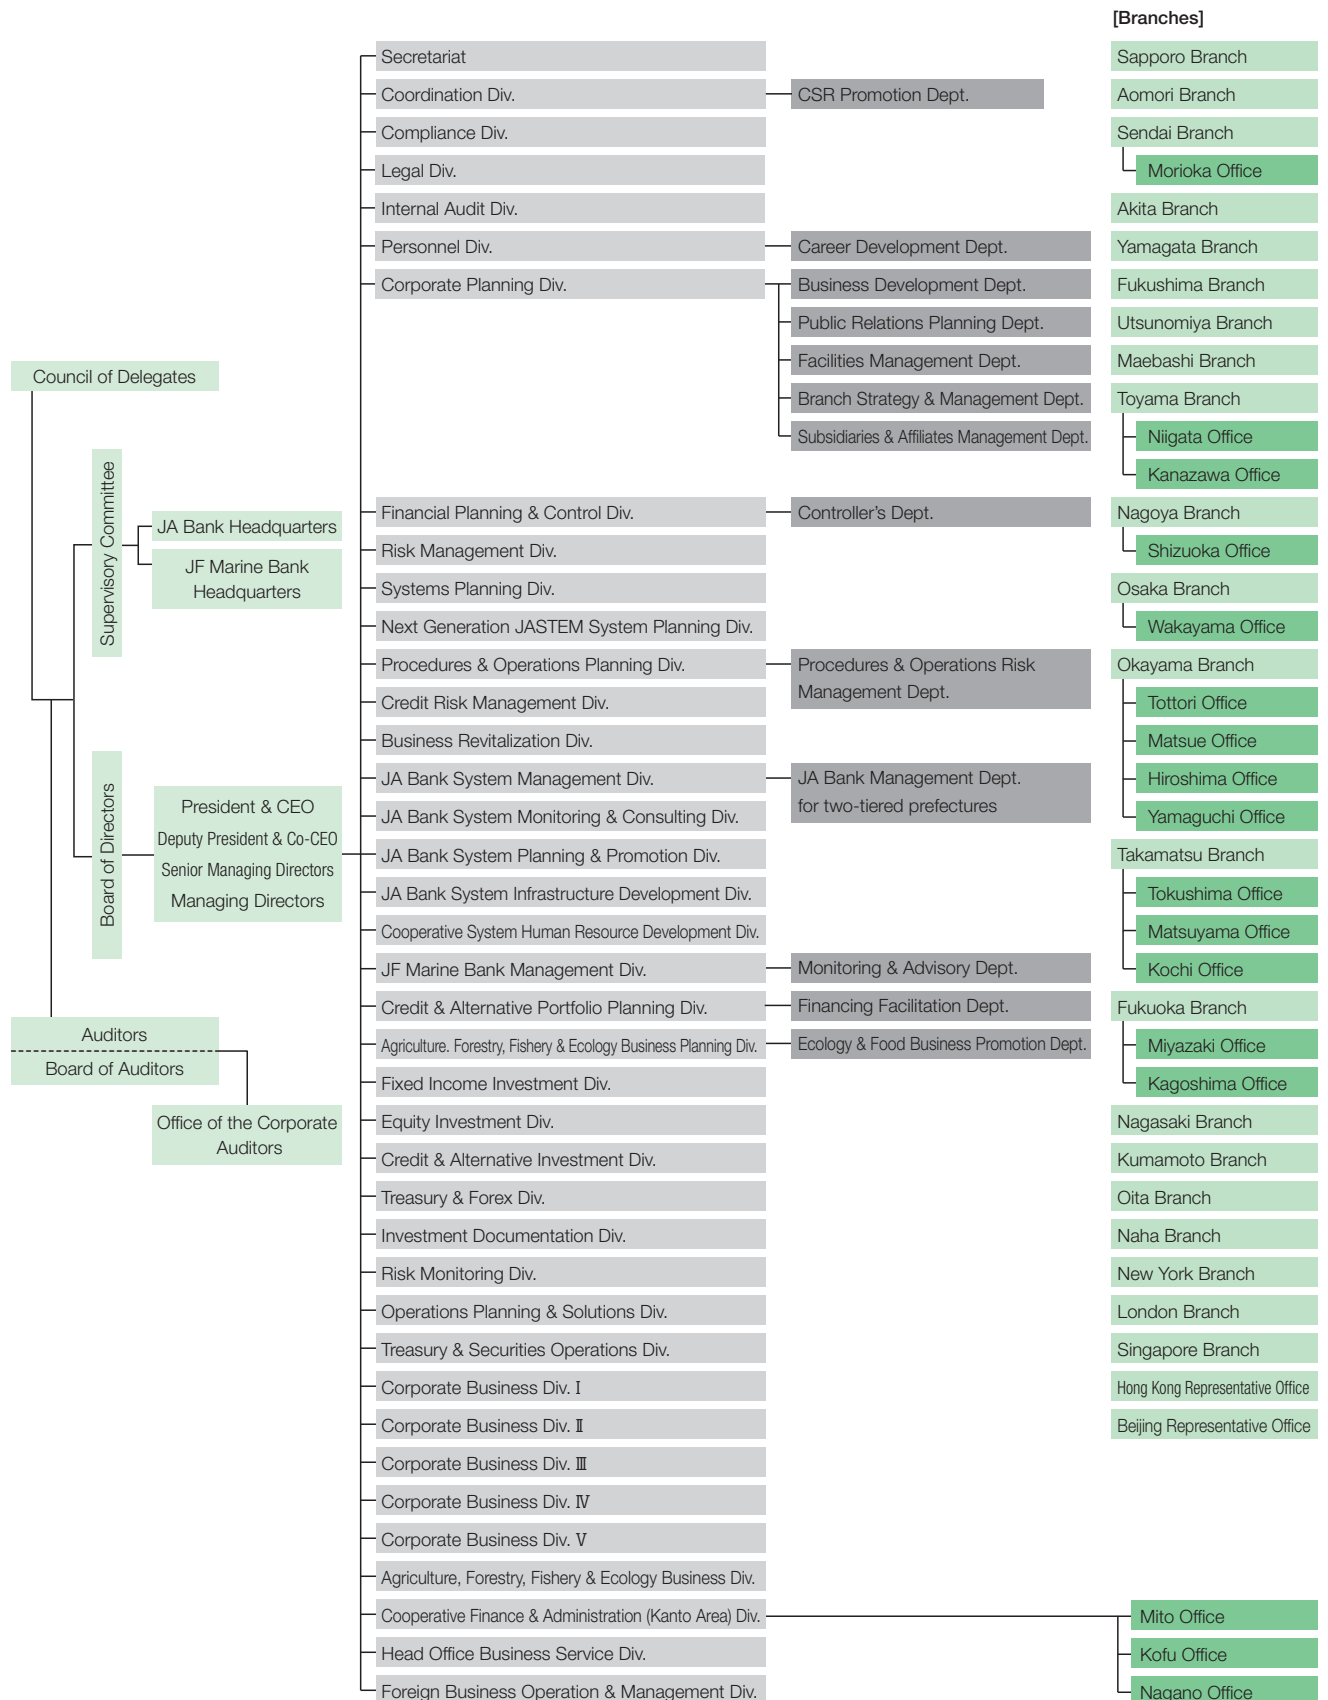 Council of Delegates
Supervisory Committee
JA Bank Headquarters
JF Marine Bank
Headquarters
Board of Directors
President & CEO
Deputy President & Co-CEO
Senior Managing Directors
Managing Directors
Auditors
Board of Auditors
Office of the Corporate
Auditors
Secretariat
Coordination Div.
CSR Promotion Dept.
Compliance Div.
Legal Div.
Internal Audit Div.
Personnel Div.
Career Development Dept.
Corporate Planning Div.
Business Development Dept.
Public Relations Planning Dept.
Facilities Management Dept.
Branch Strategy & Management Dept.
Subsidiaries & Affiliates Management Dept.
Financial Planning & Control Div.
Controller's Dept.
Risk Management Div.
Systems Planning Div.
Next Generation JASTEM System Planning Div.
Procedures & Operations Planning Div.
Procedures & Operations Risk
Management Dept.
Credit Risk Management Div.
Business Revitalization Div.
JA Bank System Management Div.
JA Bank Management Dept.
for two-tiered prefectures
JA Bank System Monitoring & Consulting Div.
JA Bank System Planning & Promotion Div.
JA Bank System Infrastructure Development Div.
Cooperative System Human Resource Development Div.
JF Marine Bank Management Div.
Monitoring & Advisory Dept.
Credit & Alternative Portfolio Planning Div.
Financing Facilitation Dept.
Agriculture. Forestry, Fishery & Ecology Business Planning Div.
Ecology & Food Business Promotion Dept.
Fixed Income Investment Div.
Equity Investment Div.
Credit & Alternative Investment Div.
Treasury & Forex Div.
Investment Documentation Div.
Risk Monitoring Div.
Operations Planning & Solutions Div.
Treasury & Securities Operations Div.
Corporate Business Div. Ⅰ
Corporate Business Div. Ⅱ
Corporate Business Div. Ⅲ
Corporate Business Div. Ⅳ
Corporate Business Div. Ⅴ
Agriculture, Forestry, Fishery & Ecology Business Div.
Cooperative Finance & Administration (Kanto Area) Div.
Head Office Business Service Div.
Foreign Business Operation & Management Div.
[Branches]
Sapporo Branch
Aomori Branch
Sendai Branch
Morioka Office
Akita Branch
Yamagata Branch
Fukushima Branch
Utsunomiya Branch
Maebashi Branch
Toyama Branch
Niigata Office
Kanazawa Office
Nagoya Branch
Shizuoka Office
Osaka Branch
Wakayama Office
Okayama Branch
Tottori Office
Matsue Office
Hiroshima Office
Yamaguchi Office
Takamatsu Branch
Tokushima Office
Matsuyama Office
Kochi Office
Fukuoka Branch
Miyazaki Office
Kagoshima Office
Nagasaki Branch
Kumamoto Branch
Oita Branch
Naha Branch
New York Branch
London Branch
Singapore Branch
Hong Kong Representative Office
Beijing Representative Office
Mito Office
Kofu Office
Nagano Office